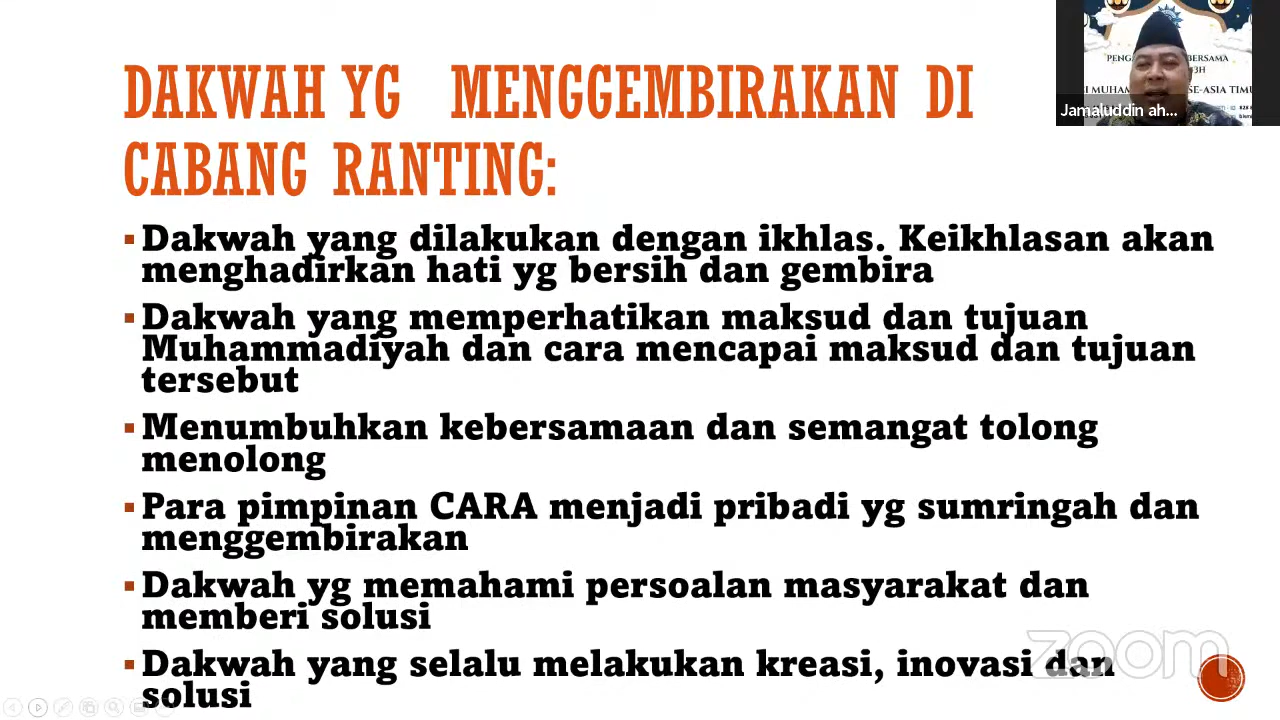 DAKWAH YG MENGGEMBIRAKAN DI
CABANG RANTING:
▪Dakwah yang dilakukan dengan ikhlas. Keikhlasan akan
menghadirkan hati yg bersih dan gembira
▪Dakwah yang memperhatikan maksud dan tujuan
Muhammadiyah dan cara mencapai maksud dan tujuan
tersebut
▪Menumbuhkan kebersamaan dan semangat tolong
menolong
▪Para pimpinan CARA menjadi pribadi yg sumringah dan
menggembirakan
▪Dakwah yg memahami persoalan masyarakat dan
memberi solusi
▪Dakwah yang selalu melakukan kreasi, inovasi dan
solusi
Jamaluddin ah...
zoom